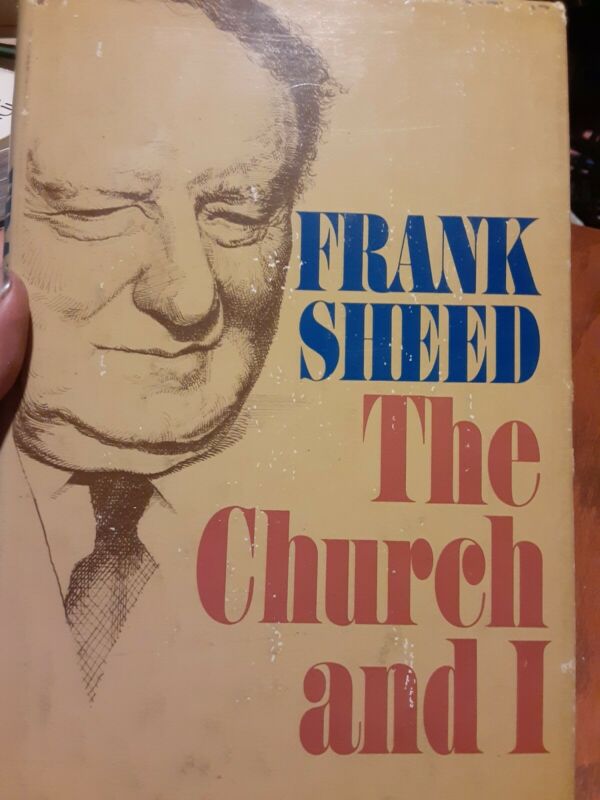 FRANK
SHEED
The
Church
and I